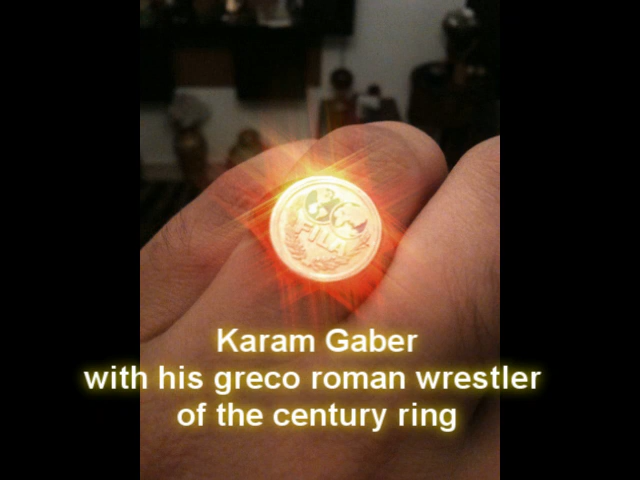 FILA
Karam Gaber
with his greco roman wrestler
of the century ring